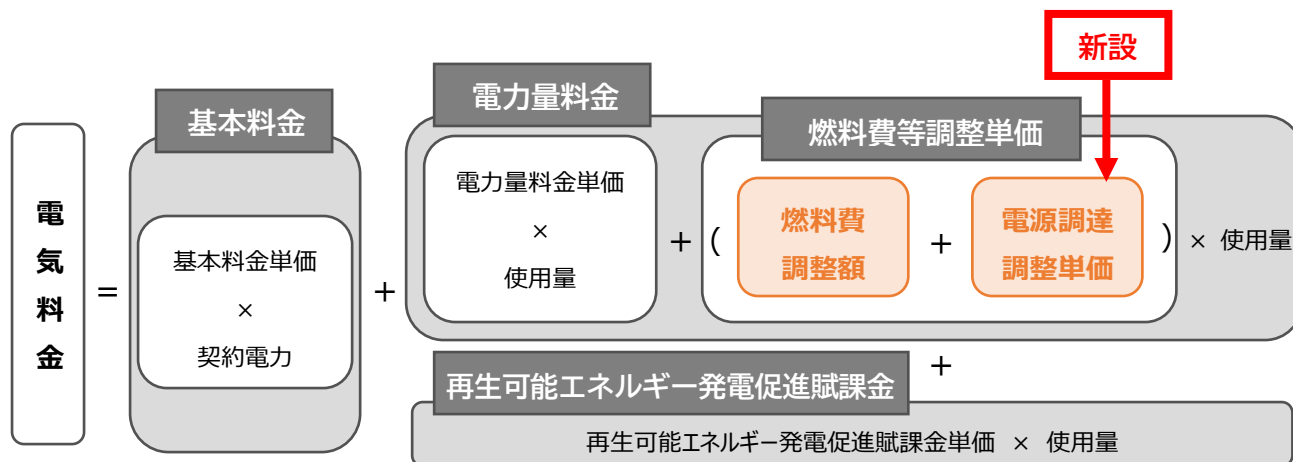 新設
基本料金
電力量料金
燃料費等調整単価
電気料金
=
基本料金単価
×
契約電力
+
電力量料金単価
×
使用量
+
(
燃料費
調整額
+
電源調達
調整単価
)
× 使用量
+
再生可能エネルギー発電促進賦課金
再生可能エネルギー発電促進賦課金単価 × 使用量